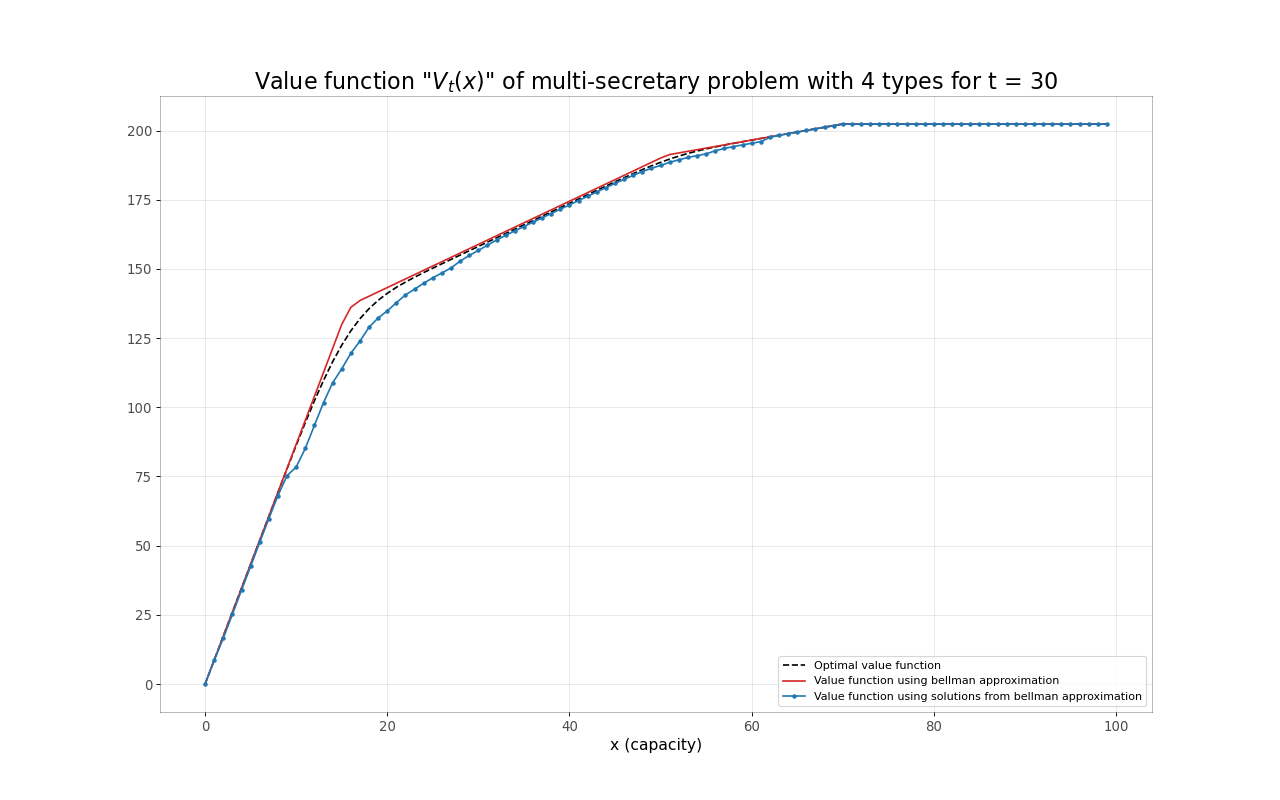 Value function "Vₜ(x)" of multi-secretary problem with 4 types for t = 30
200
175
150
125
100
75
50
25
0
Optimal value function
Value function using bellman approximation
Value function using solutions from bellman approximation
0 20 40 60 80 100
x (capacity)